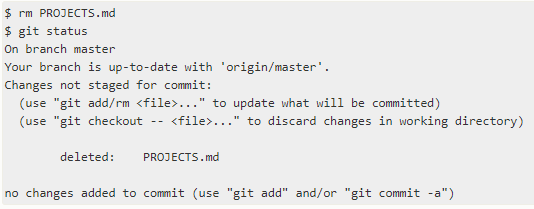 $ rm PROJECTS.md
$ git status
On branch master
Your branch is up-to-date with 'origin/master'.
Changes not staged for commit:
  (use "git add/rm <file>..." to update what will be committed)
  (use "git checkout -- <file>..." to discard changes in working directory)

        deleted:    PROJECTS.md

no changes added to commit (use "git add" and/or "git commit -a")